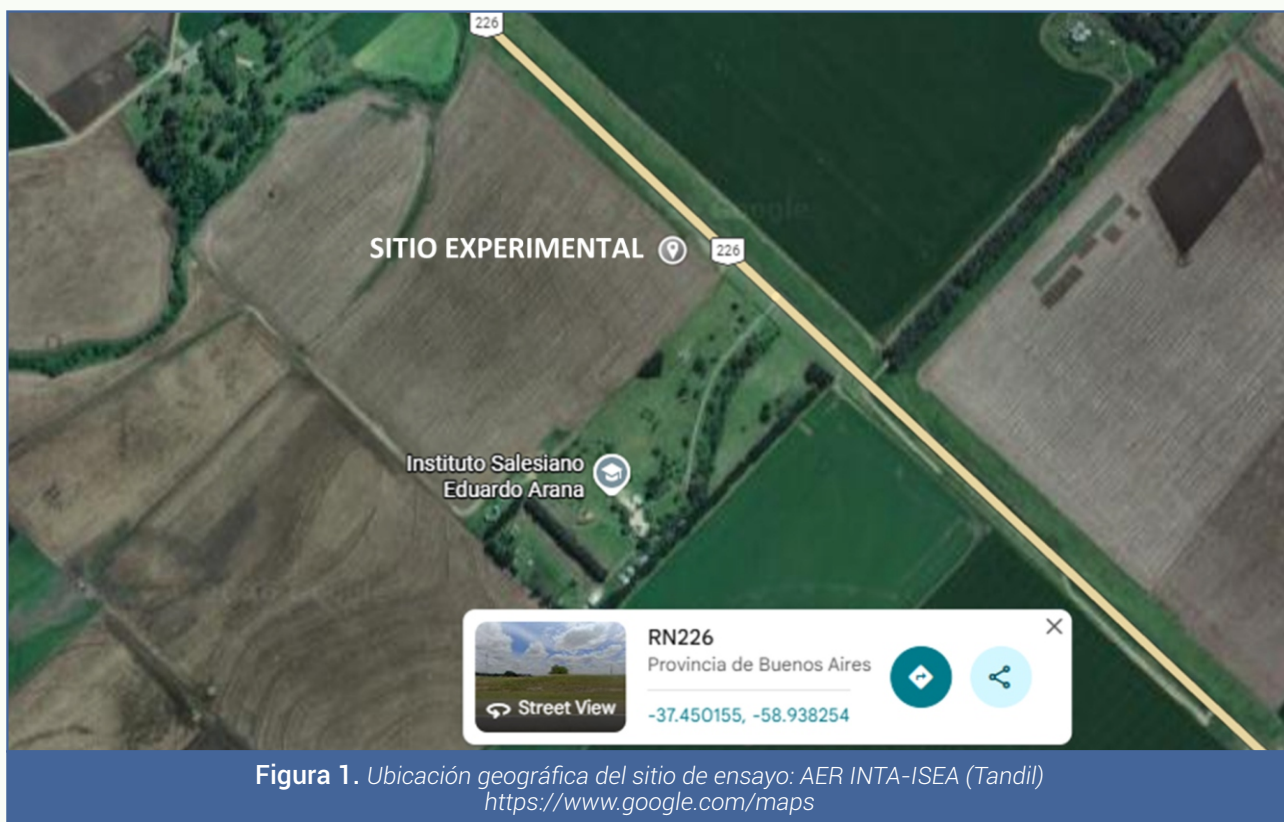 226
SITIO EXPERIMENTAL
226
Instituto Salesiano
Eduardo Arana
RN226
Provincia de Buenos Aires
Street View
-37.450155, -58.938254
Figura 1. Ubicación geográfica del sitio de ensayo: AER INTA-ISEA (Tandil)
https://www.google.com/maps